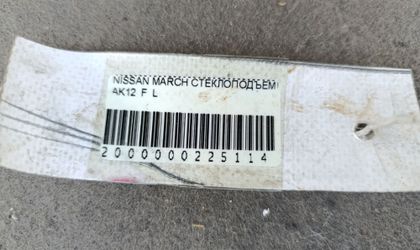 NISSAN MARCH СТЕКЛОПОДЪЕМ
AK12 F L
2000000225114